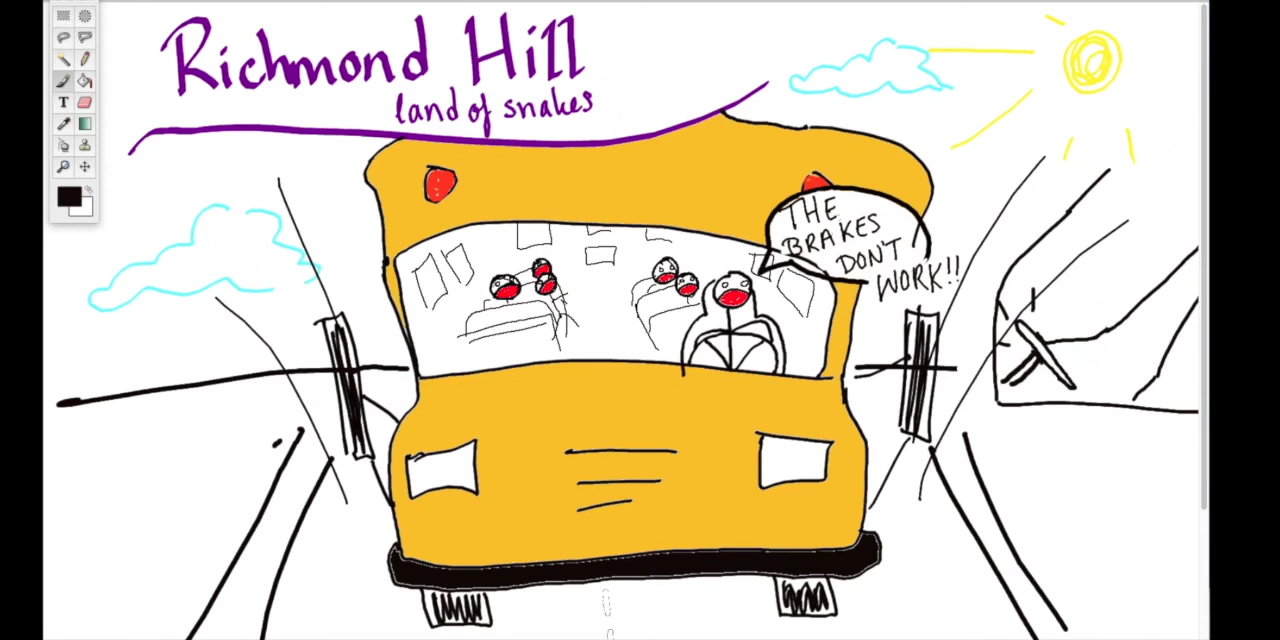 Richmond Hill
land of snakes
THE
BRAKES
DON'T
WORK!!
T